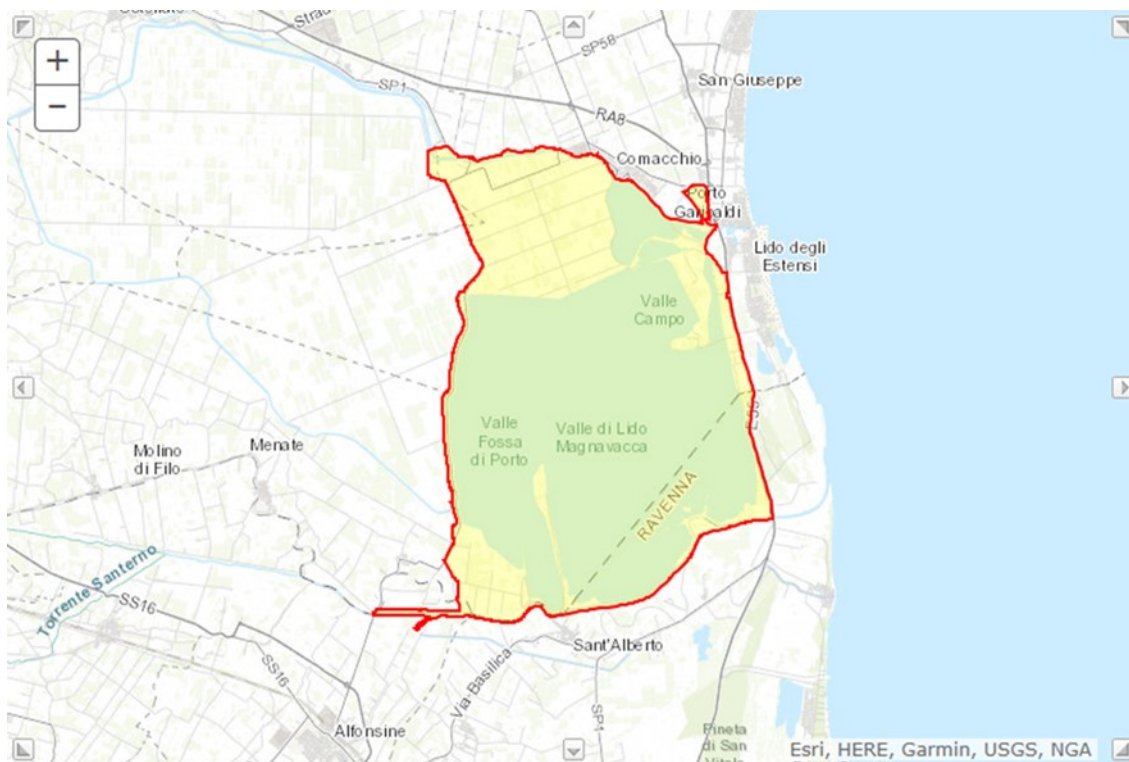 +
−
SP58
San Giuseppe
SP1
RA8
Comacchio
Porto
Garibaldi
Lido degli
Estensi
Valle
Campo
Valle
Fossa
di Porto
Valle di Lido
Magnavacca
E55
Molino
di Filo
Menate
RAVENNA
Torrente Santerno
SS16
Sant'Alberto
SS16
Via-Basilica
SP1
Alfonsine
Pineta
di San
Vitale
Esri, HERE, Garmin, USGS, NGA